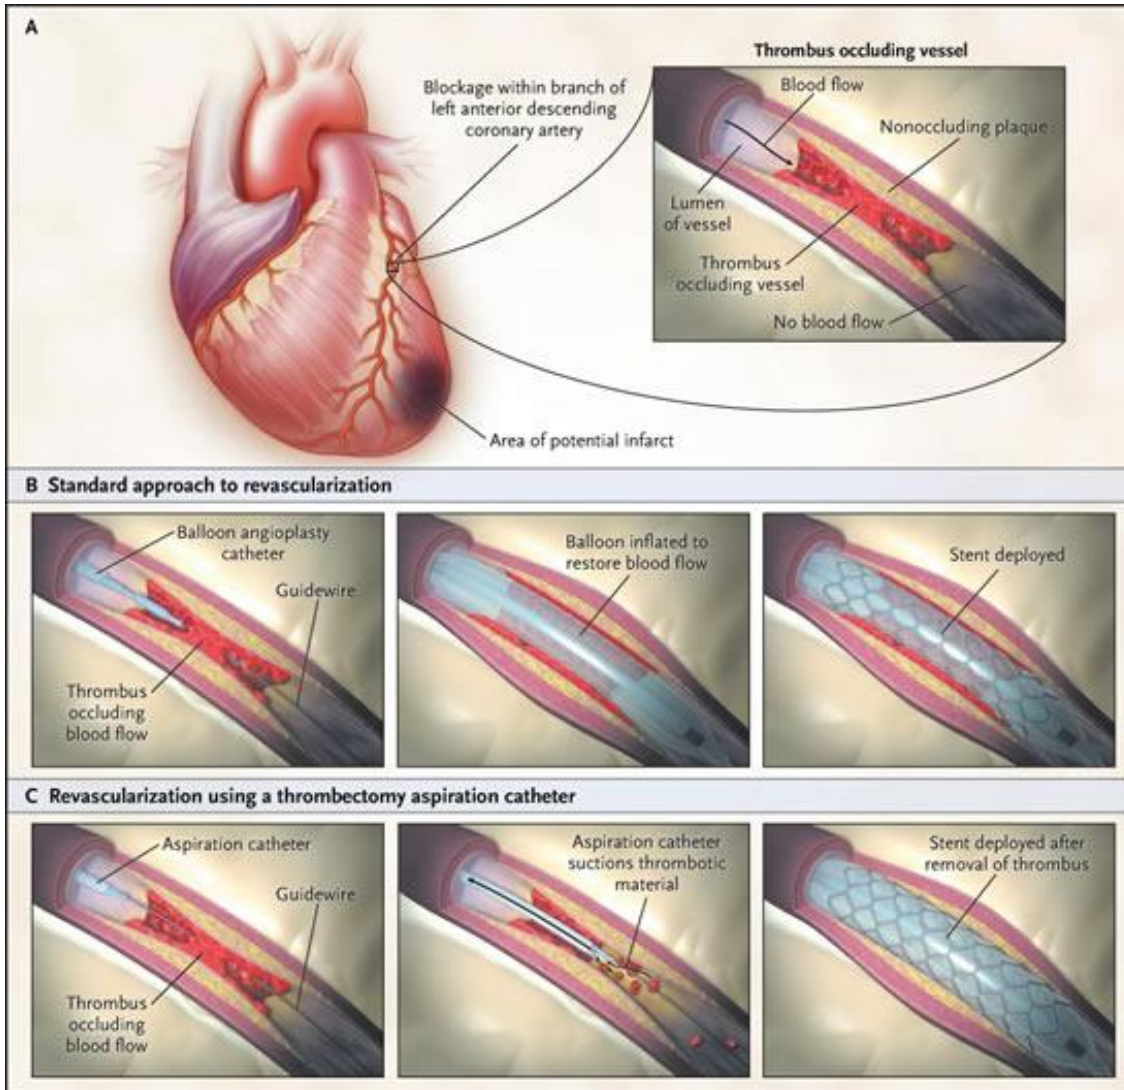 A
Blockage within branch of
left anterior descending
coronary artery
Area of potential infarct
Thrombus occluding vessel
Blood flow
Nonoccluding plaque
Lumen
of vessel
Thrombus
occluding vessel
No blood flow
B Standard approach to revascularization
Balloon angioplasty
catheter
Guidewire
Thrombus
occluding
blood flow
Balloon inflated to
restore blood flow
Stent deployed
C Revascularization using a thrombectomy aspiration catheter
Aspiration catheter
Guidewire
Thrombus
occluding
blood flow
Aspiration catheter
suctions thrombotic
material
Stent deployed after
removal of thrombus